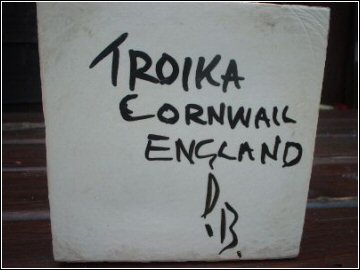 TROIKA
CORNWALL
ENGLAND
D.B.